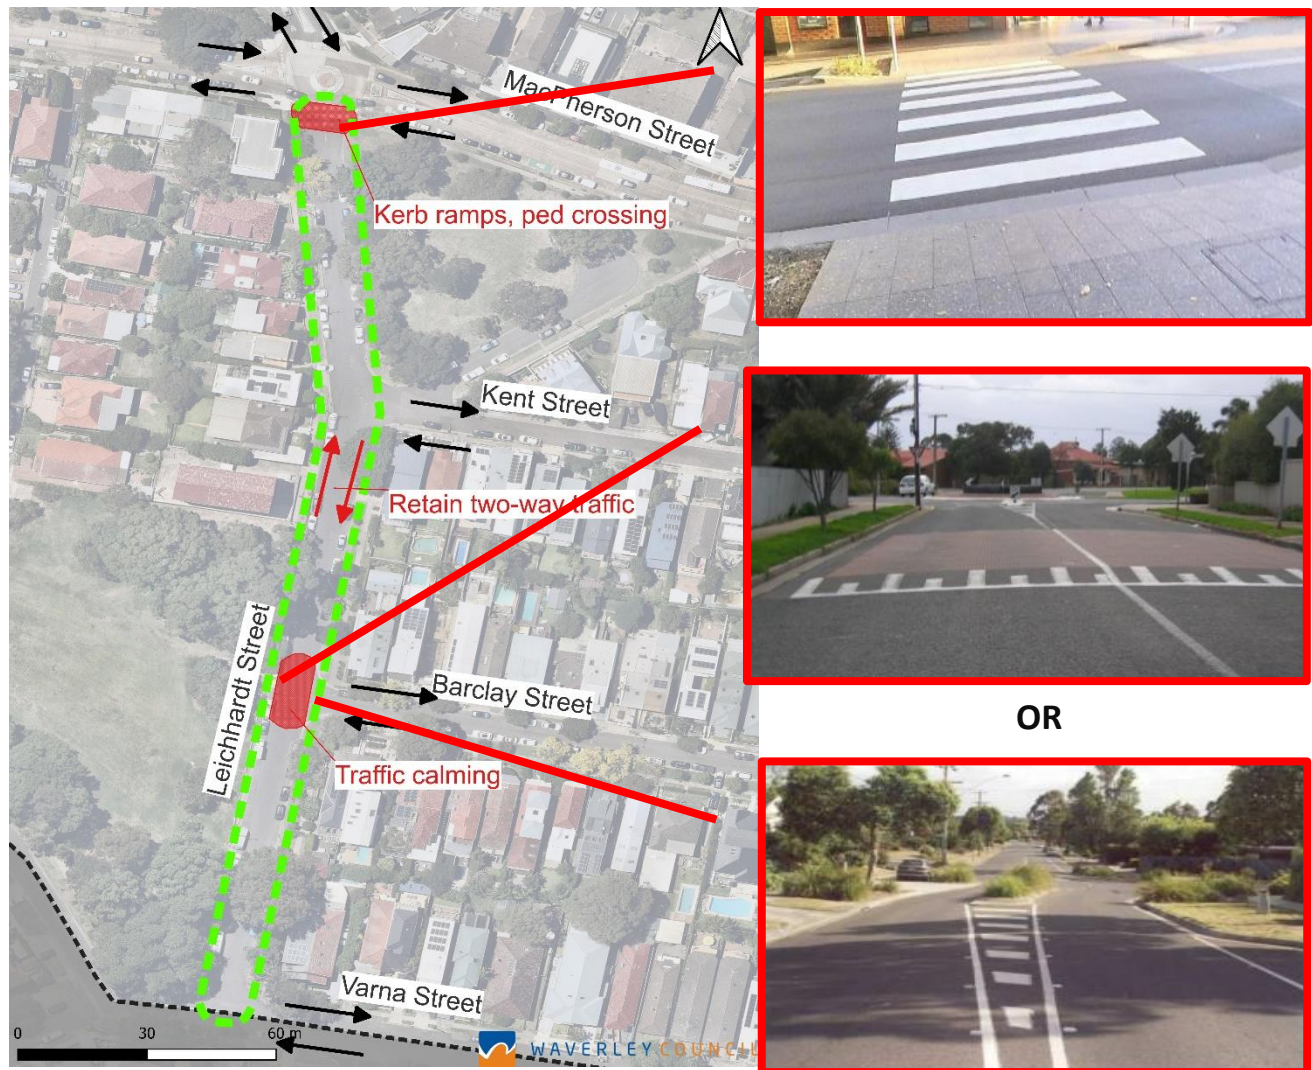 MacPherson Street
Kerb ramps, ped crossing
Kent Street
Retain two-way traffic
Leichhardt Street
Barclay Street
OR
Traffic calming
Varna Street
0 30 60 m
WAVERLEY COUNCIL